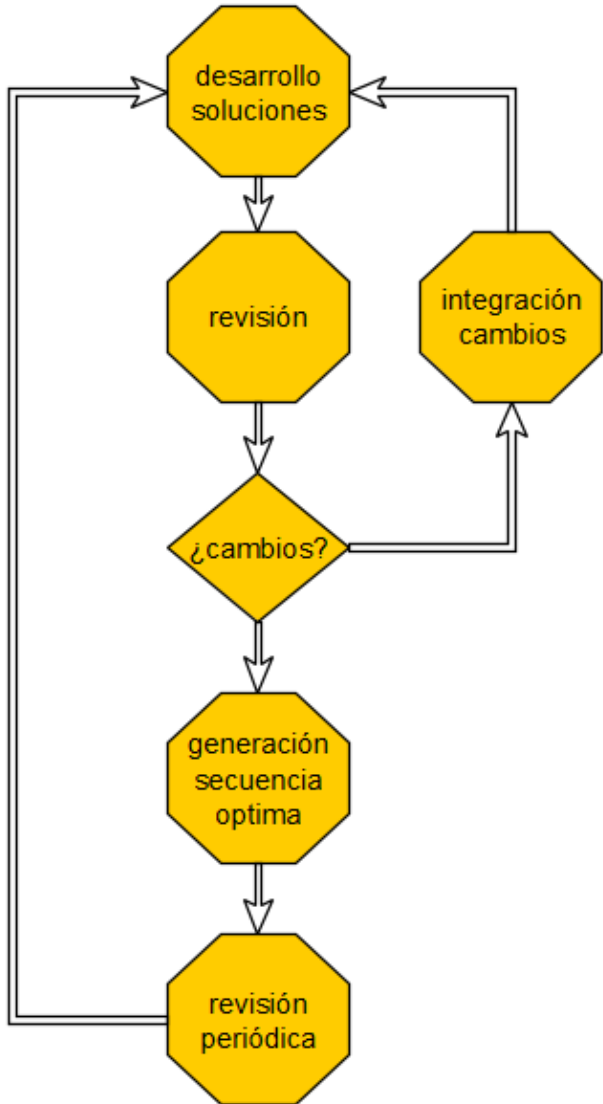 desarrollo
soluciones
revisión
integración
cambios
¿cambios?
generación
secuencia
optima
revisión
periódica